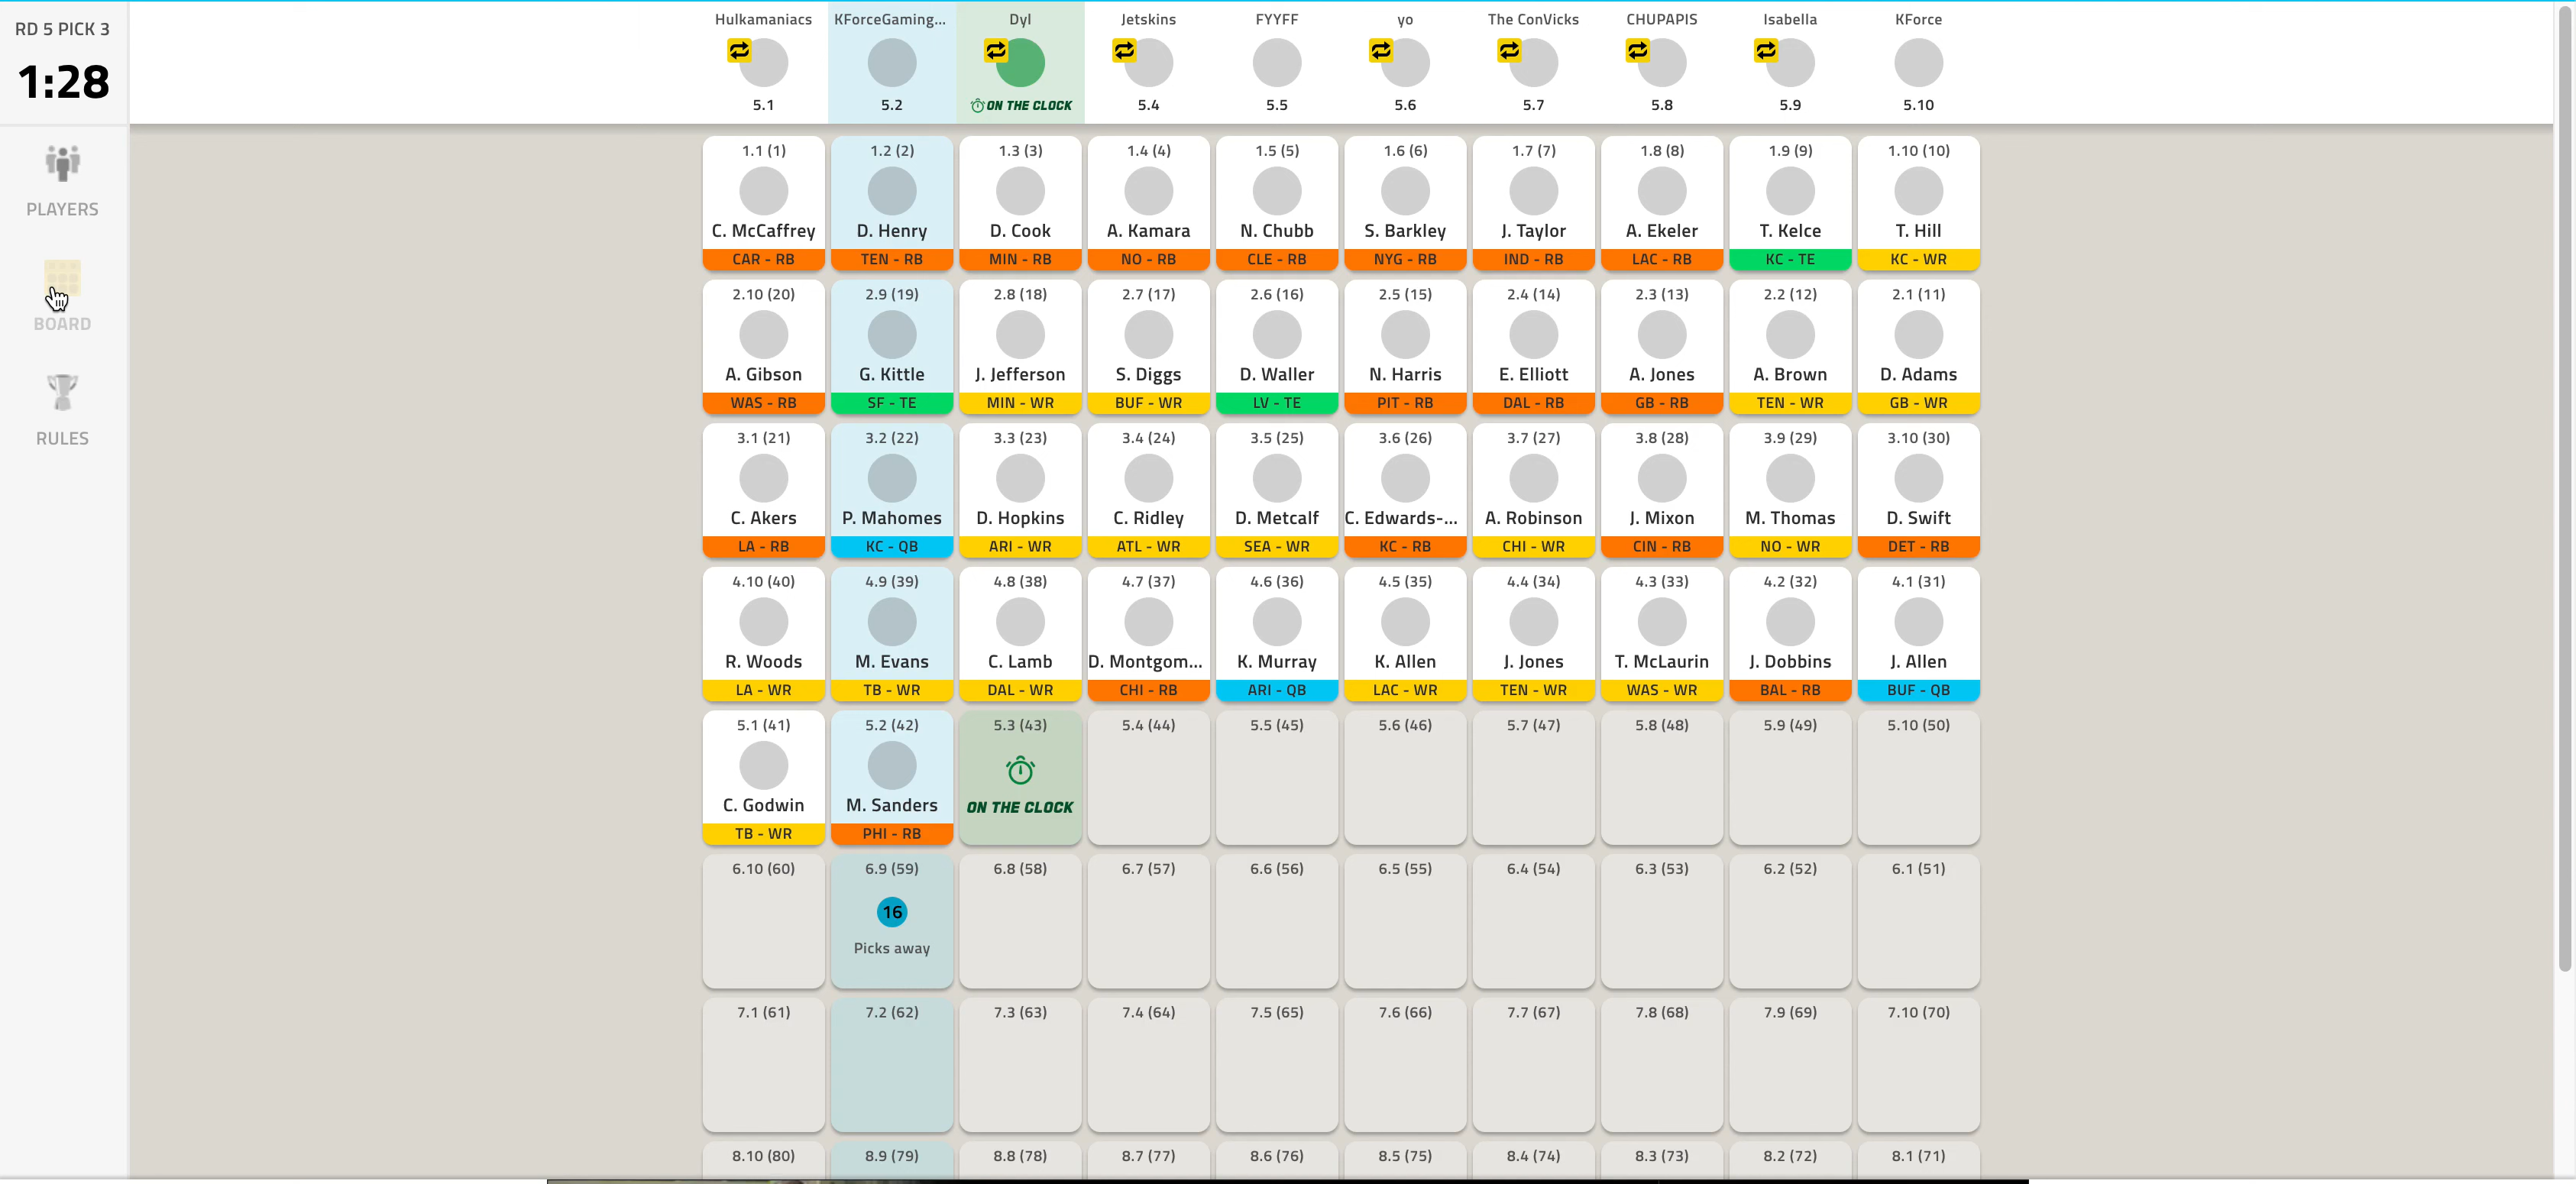 RD 5 PICK 3
1:28
PLAYERS
BOARD
RULES
Hulkamaniacs KForceGaming... Dyl Jetskins FYYFF yo The ConVicks CHUPAPIS Isabella KForce
5.1 5.2 ON THE CLOCK 5.4 5.5 5.6 5.7 5.8 5.9 5.10
1.1 (1) 1.2 (2) 1.3 (3) 1.4 (4) 1.5 (5) 1.6 (6) 1.7 (7) 1.8 (8) 1.9 (9) 1.10 (10)
C. McCaffrey D. Henry D. Cook A. Kamara N. Chubb S. Barkley J. Taylor A. Ekeler T. Kelce T. Hill
CAR - RB TEN - RB MIN - RB NO - RB CLE - RB NYG - RB IND - RB LAC - RB KC - TE KC - WR
2.10 (20) 2.9 (19) 2.8 (18) 2.7 (17) 2.6 (16) 2.5 (15) 2.4 (14) 2.3 (13) 2.2 (12) 2.1 (11)
A. Gibson G. Kittle J. Jefferson S. Diggs D. Waller N. Harris E. Elliott A. Jones A. Brown D. Adams
WAS - RB SF - TE MIN - WR BUF - WR LV - TE PIT - RB DAL - RB GB - RB TEN - WR GB - WR
3.1 (21) 3.2 (22) 3.3 (23) 3.4 (24) 3.5 (25) 3.6 (26) 3.7 (27) 3.8 (28) 3.9 (29) 3.10 (30)
C. Akers P. Mahomes D. Hopkins C. Ridley D. Metcalf C. Edwards-... A. Robinson J. Mixon M. Thomas D. Swift
LA - RB KC - QB ARI - WR ATL - WR SEA - WR KC - RB CHI - WR CIN - RB NO - WR DET - RB
4.10 (40) 4.9 (39) 4.8 (38) 4.7 (37) 4.6 (36) 4.5 (35) 4.4 (34) 4.3 (33) 4.2 (32) 4.1 (31)
R. Woods M. Evans C. Lamb D. Montgom... K. Murray K. Allen J. Jones T. McLaurin J. Dobbins J. Allen
LA - WR TB - WR DAL - WR CHI - RB ARI - QB LAC - WR TEN - WR WAS - WR BAL - RB BUF - QB
5.1 (41) 5.2 (42) 5.3 (43) 5.4 (44) 5.5 (45) 5.6 (46) 5.7 (47) 5.8 (48) 5.9 (49) 5.10 (50)
C. Godwin M. Sanders ON THE CLOCK
TB - WR PHI - RB
6.10 (60) 6.9 (59) 6.8 (58) 6.7 (57) 6.6 (56) 6.5 (55) 6.4 (54) 6.3 (53) 6.2 (52) 6.1 (51)
16
Picks away
7.1 (61) 7.2 (62) 7.3 (63) 7.4 (64) 7.5 (65) 7.6 (66) 7.7 (67) 7.8 (68) 7.9 (69) 7.10 (70)
8.10 (80) 8.9 (79) 8.8 (78) 8.7 (77) 8.6 (76) 8.5 (75) 8.4 (74) 8.3 (73) 8.2 (72) 8.1 (71)